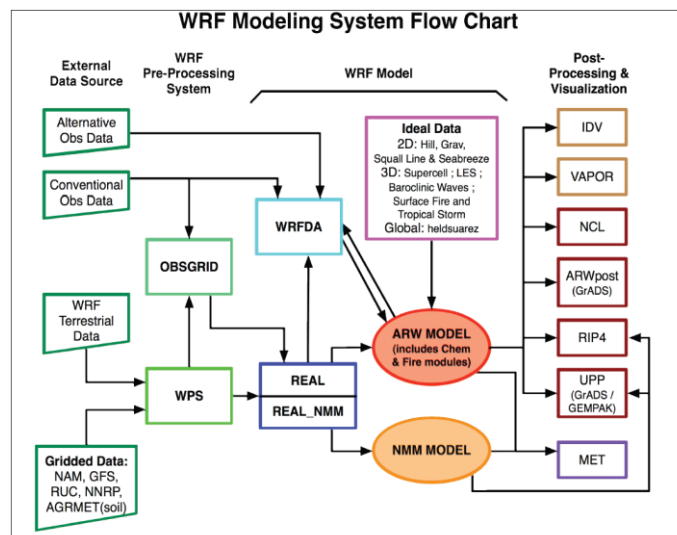 WRF Modeling System Flow Chart
External
Data Source
WRF
Pre-Processing
System
WRF Model
Post-
Processing &
Visualization
Alternative
Obs Data
Conventional
Obs Data
WRF
Terrestrial
Data
Gridded Data:
NAM, GFS,
RUC, NNRP,
AGRMET(soil)
OBSGRID
WPS
WRFDA
REAL
REAL_NMM
Ideal Data
2D: Hill, Grav,
Squall Line & Seabreeze
3D: Supercell ; LES ;
Baroclinic Waves ;
Surface Fire and
Tropical Storm
Global: heldsuarez
ARW MODEL
(includes Chem
& Fire modules)
NMM MODEL
IDV
VAPOR
NCL
ARWpost
(GrADS)
RIP4
UPP
(GrADS /
GEMPAK)
MET